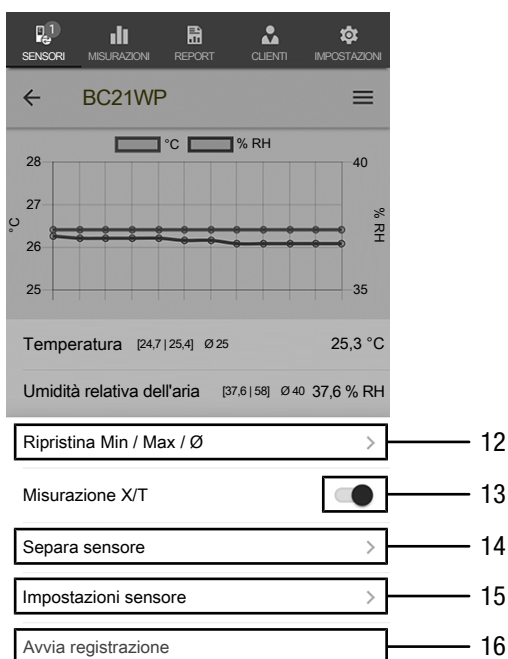 1
SENSORI MISURAZIONI REPORT CLIENTI IMPOSTAZIONI
BC21WP
°C % RH
28 40
27
°C % RH
26
25 35
Temperatura [24,7 | 25,4] Ø 25 25,3 °C
Umidità relativa dell'aria [37,6 | 58] Ø 40 37,6 % RH
Ripristina Min / Max / Ø 12
Misurazione X/T 13
Separa sensore 14
Impostazioni sensore 15
Avvia registrazione 16